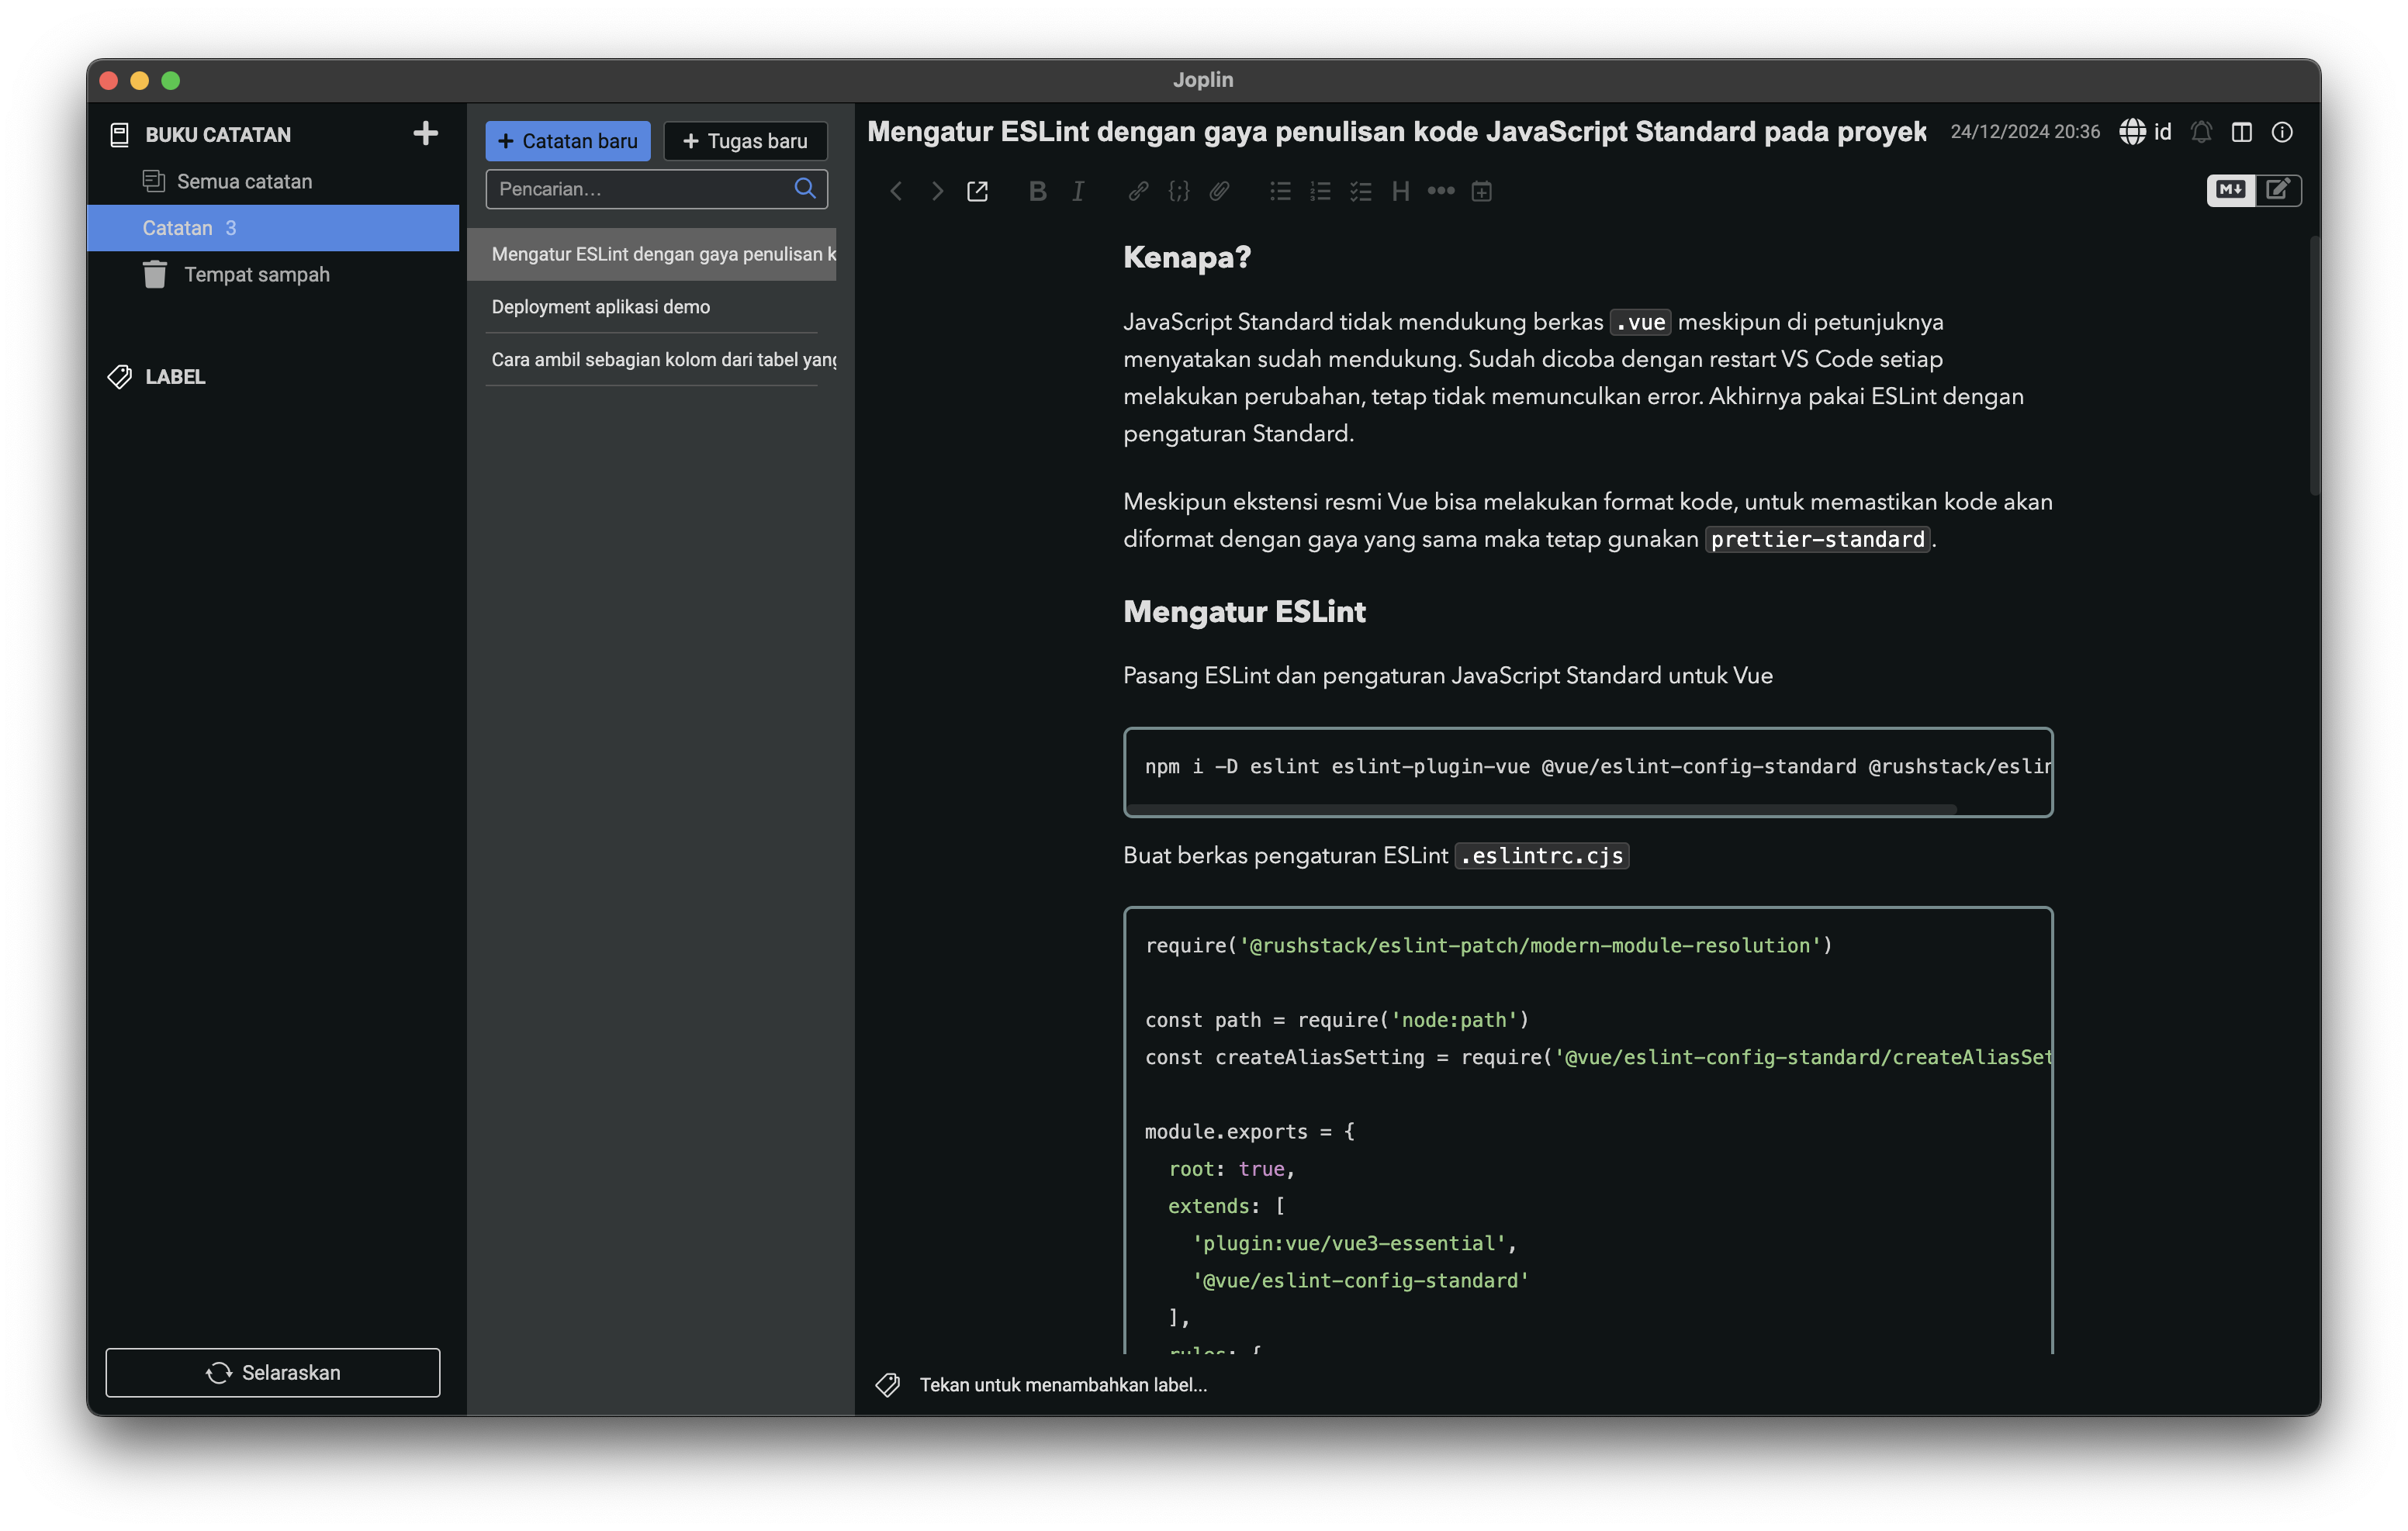 Joplin
BUKU CATATAN
Semua catatan
Catatan 3
Tempat sampah
LABEL
Selaraskan
Catatan baru
Tugas baru
Pencarian...
Mengatur ESLint dengan gaya penulisan k
Deployment aplikasi demo
Cara ambil sebagian kolom dari tabel yang
Mengatur ESLint dengan gaya penulisan kode JavaScript Standard pada proyek
24/12/2024 20:36
id
Kenapa?
JavaScript Standard tidak mendukung berkas .vue meskipun di petunjuknya
menyatakan sudah mendukung. Sudah dicoba dengan restart VS Code setiap
melakukan perubahan, tetap tidak memunculkan error. Akhirnya pakai ESLint dengan
pengaturan Standard.
Meskipun ekstensi resmi Vue bisa melakukan format kode, untuk memastikan kode akan
diformat dengan gaya yang sama maka tetap gunakan prettier-standard.
Mengatur ESLint
Pasang ESLint dan pengaturan JavaScript Standard untuk Vue
npm i -D eslint eslint-plugin-vue @vue/eslint-config-standard @rushstack/eslin
Buat berkas pengaturan ESLint .eslintrc.cjs
require('@rushstack/eslint-patch/modern-module-resolution')
const path = require('node:path')
const createAliasSetting = require('@vue/eslint-config-standard/createAliasSet
module.exports = {
root: true,
extends: [
'plugin:vue/vue3-essential',
'@vue/eslint-config-standard'
],
rules: {
Tekan untuk menambahkan label...